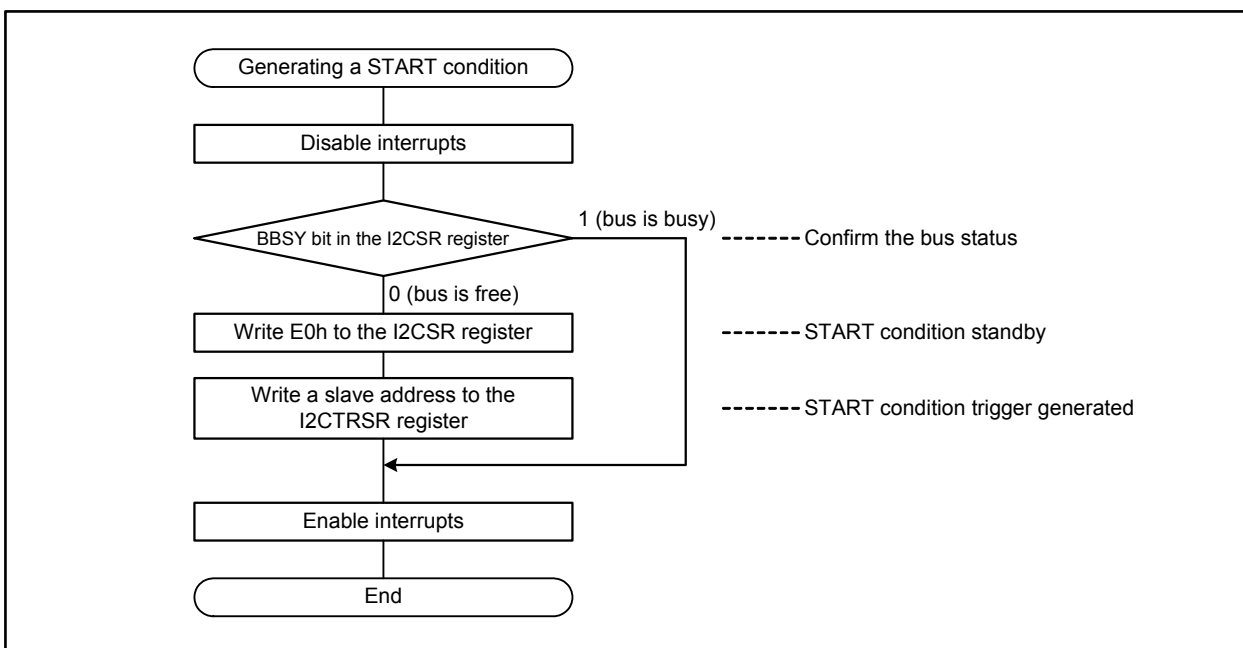 Generating a START condition
Disable interrupts
1 (bus is busy)
BBSY bit in the I2CSR register
Confirm the bus status
0 (bus is free)
Write E0h to the I2CSR register
START condition standby
Write a slave address to the
I2CTRSR register
START condition trigger generated
Enable interrupts
End